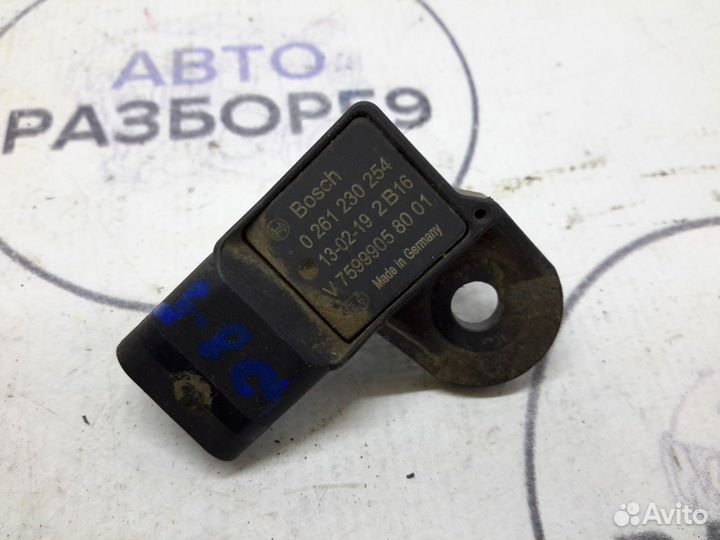 АВТО
РАЗБОР59
Bosch
0 261 230 254
13-02-19 2B16
V 7599905 80 01
Made in Germany
Avito